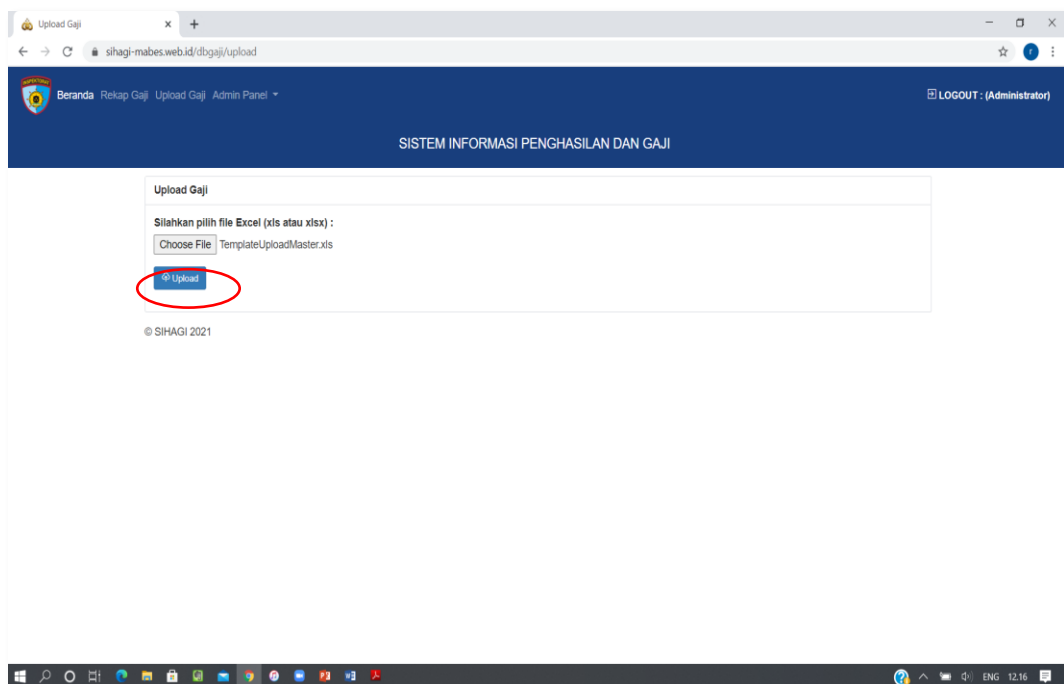 Upload Gaji
sihagi-mabes.web.id/dbgaji/upload
Beranda Rekap Gaji Upload Gaji Admin Panel
LOGOUT : (Administrator)
SISTEM INFORMASI PENGHASILAN DAN GAJI
Upload Gaji
Silahkan pilih file Excel (xls atau xlsx) :
Choose File TemplateUploadMaster.xls
Upload
© SIHAGI 2021
ENG 12.16